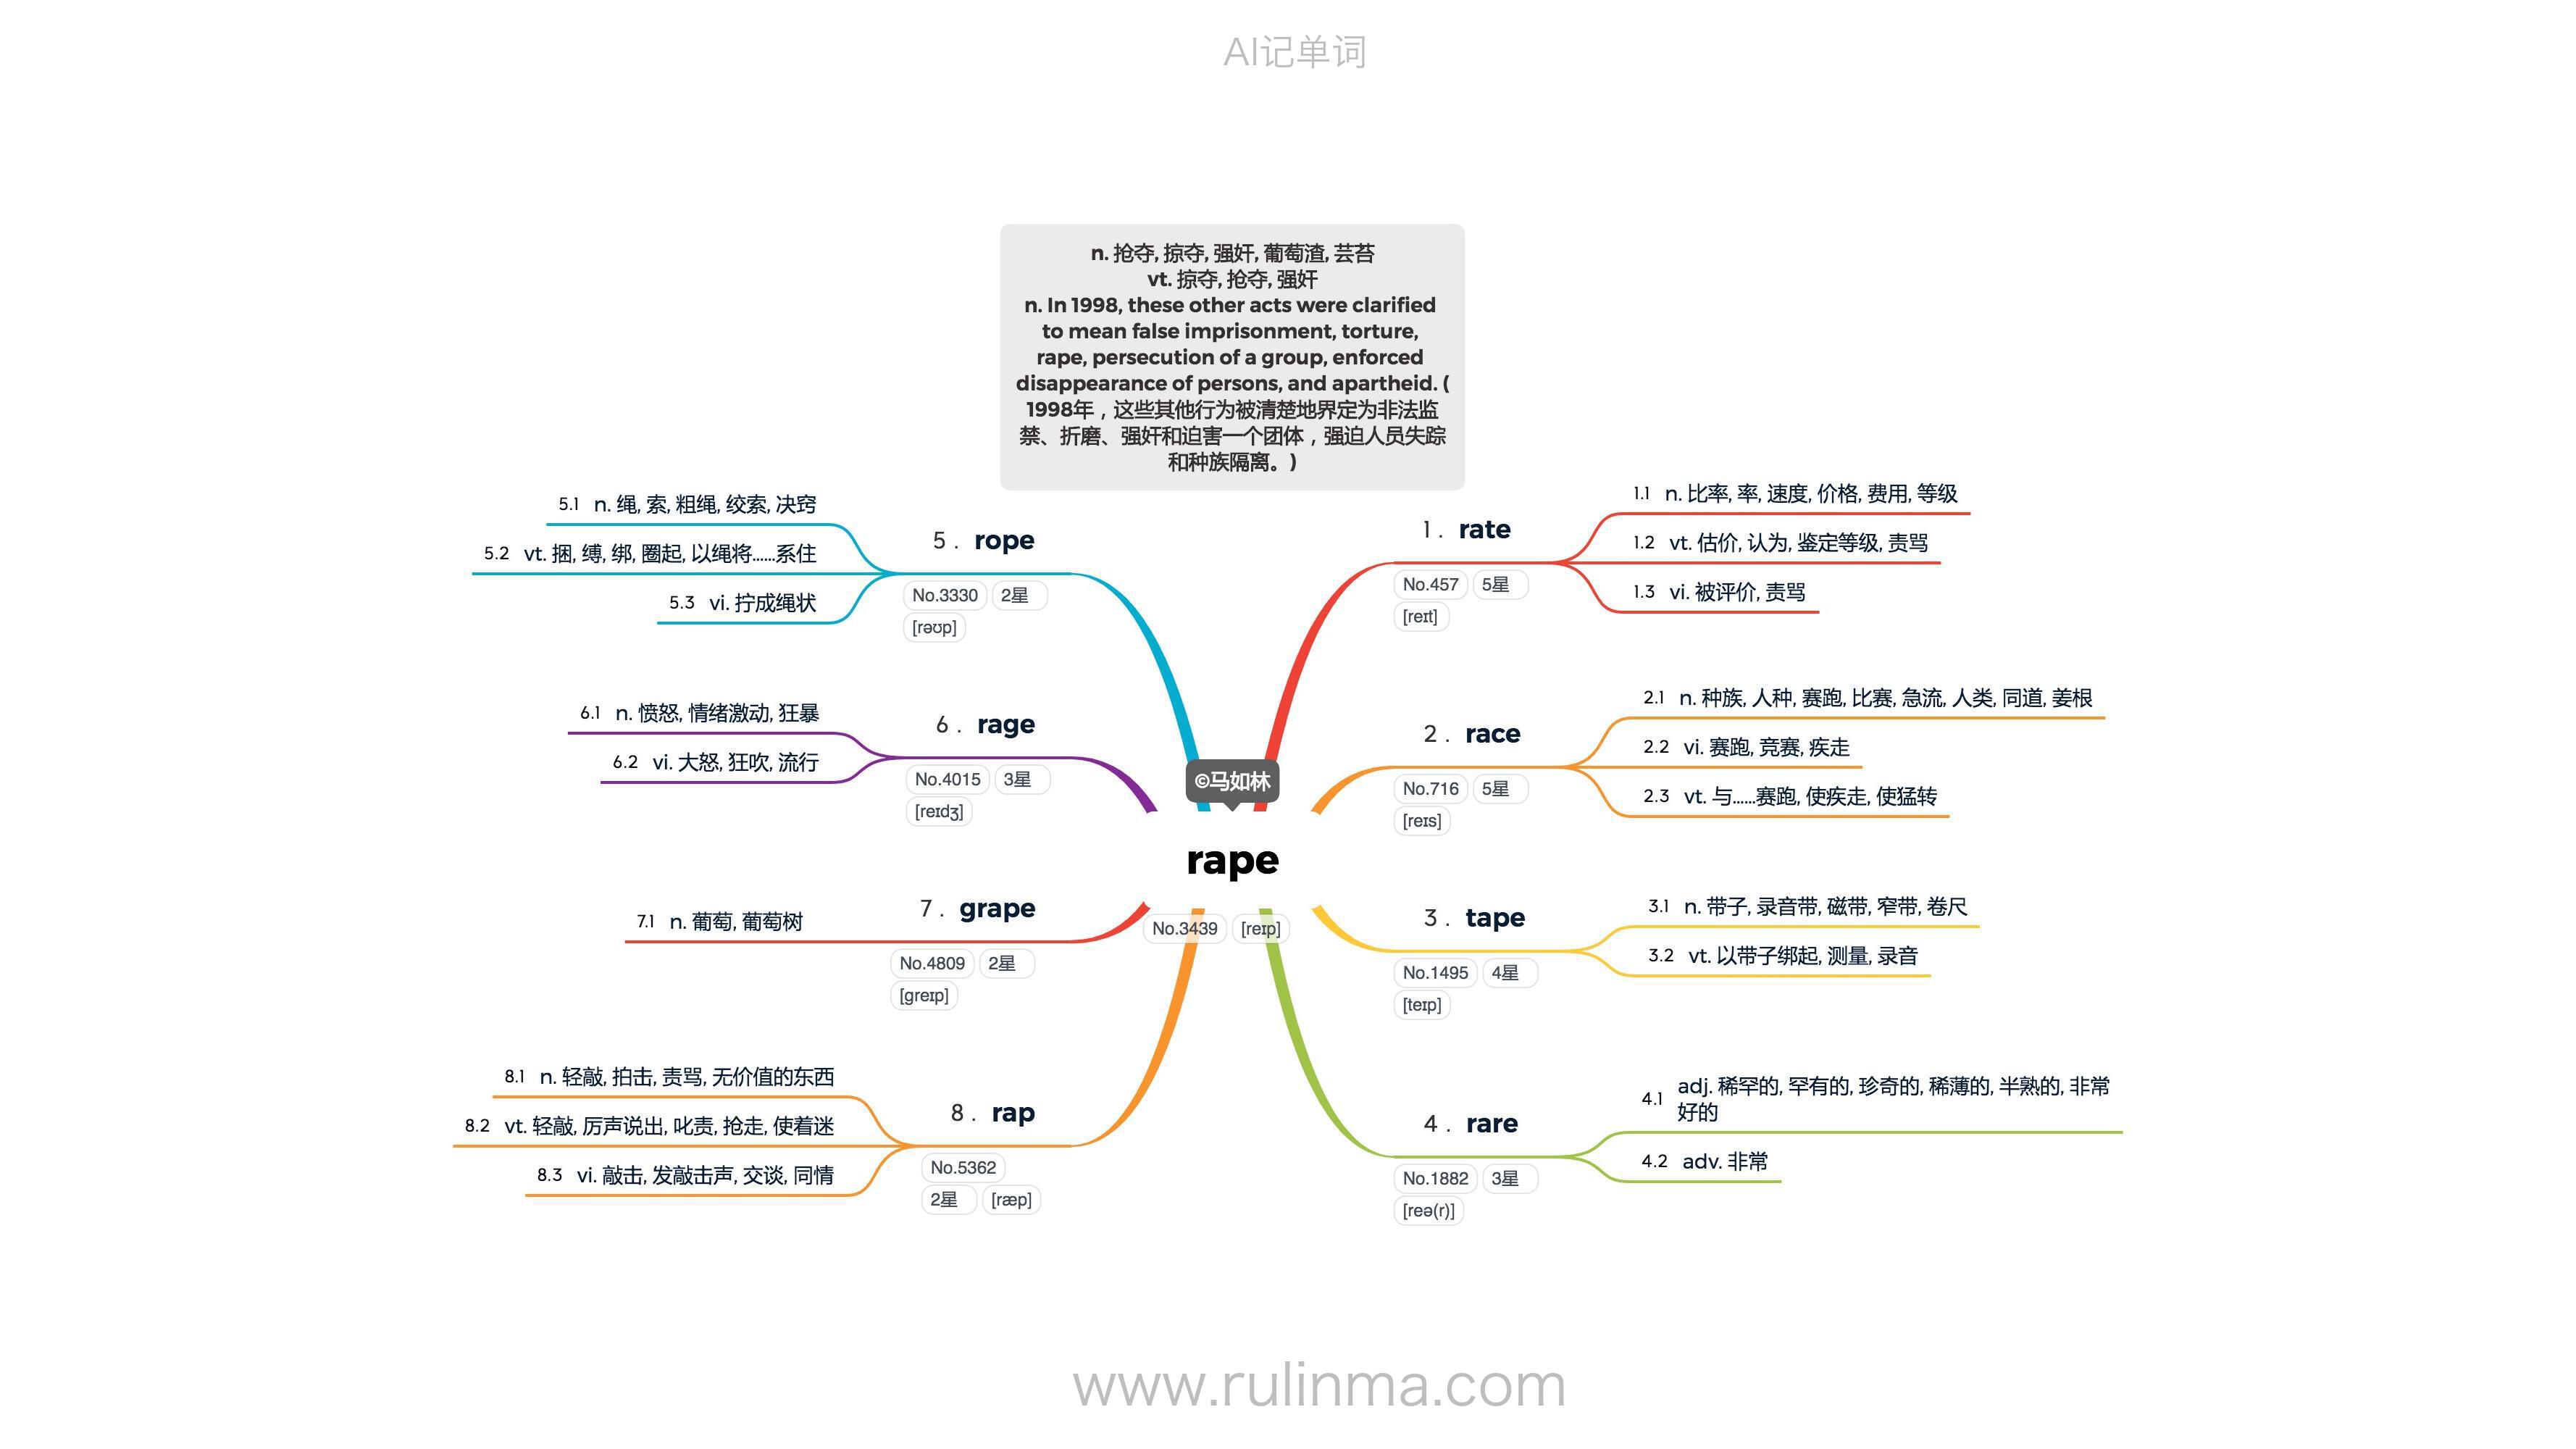 AI记单词
n. 抢夺, 掠夺, 强奸, 葡萄渣, 芸苔
vt. 掠夺, 抢夺, 强奸
n. In 1998, these other acts were clarified
to mean false imprisonment, torture,
rape, persecution of a group, enforced
disappearance of persons, and apartheid. (
1998年，这些其他行为被清楚地界定为非法监
禁、折磨、强奸和迫害一个团体，强迫人员失踪
和种族隔离。)
©马如林
rape
No.3439 [reɪp]
1. rate
No.457 5星
[reɪt]
1.1 n. 比率, 率, 速度, 价格, 费用, 等级
1.2 vt. 估价, 认为, 鉴定等级, 责骂
1.3 vi. 被评价, 责骂
2. race
No.716 5星
[reɪs]
2.1 n. 种族, 人种, 赛跑, 比赛, 急流, 人类, 同道, 姜根
2.2 vi. 赛跑, 竞赛, 疾走
2.3 vt. 与……赛跑, 使疾走, 使猛转
3. tape
No.1495 4星
[teɪp]
3.1 n. 带子, 录音带, 磁带, 窄带, 卷尺
3.2 vt. 以带子绑起, 测量, 录音
4. rare
No.1882 3星
[reə(r)]
4.1 adj. 稀罕的, 罕有的, 珍奇的, 稀薄的, 半熟的, 非常
好的
4.2 adv. 非常
5. rope
No.3330 2星
[rəʊp]
5.1 n. 绳, 索, 粗绳, 绞索, 决窍
5.2 vt. 捆, 缚, 绑, 圈起, 以绳将……系住
5.3 vi. 拧成绳状
6. rage
No.4015 3星
[reɪdʒ]
6.1 n. 愤怒, 情绪激动, 狂暴
6.2 vi. 大怒, 狂吹, 流行
7. grape
No.4809 2星
[greɪp]
7.1 n. 葡萄, 葡萄树
8. rap
No.5362
2星 [ræp]
8.1 n. 轻敲, 拍击, 责骂, 无价值的东西
8.2 vt. 轻敲, 厉声说出, 叱责, 抢走, 使着迷
8.3 vi. 敲击, 发敲击声, 交谈, 同情
www.rulinma.com